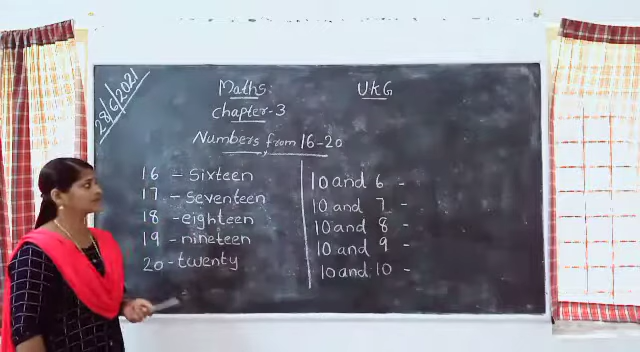 28/6/2021
Maths:
UKG
chapter-3
Numbers from 16-20
16 - Sixteen
17 - Seventeen
18 - eighteen
19 - nineteen
20 - twenty
10 and 6 -
10 and 7 -
10 and 8 -
10 and 9 -
10 and 10 -